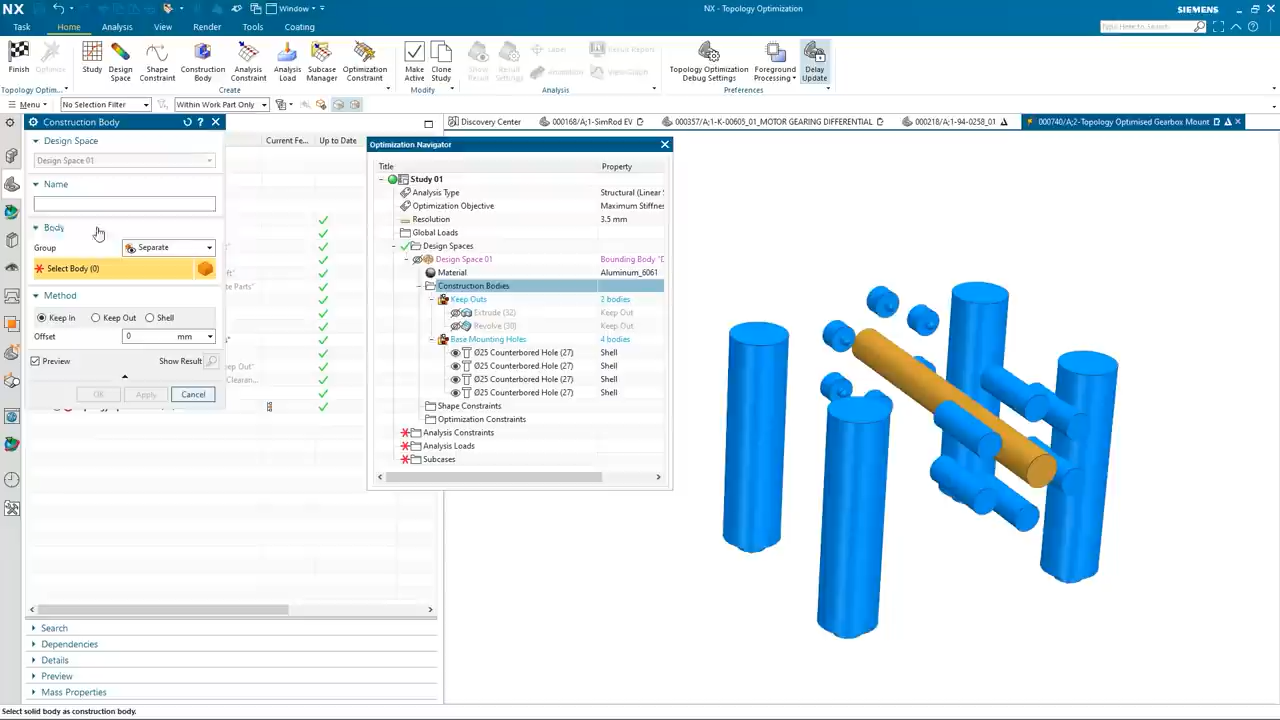 NX
Window
NX - Topology Optimization
SIEMENS
Task Home Analysis View Render Tools Coating
Finish
Study
Design Space
Shape Constraint
Construction Body
Analysis Constraint
Analysis Load
Subcase Manager
Optimization Constraint
Make Active
Clone Study
Label
Topology Optimization Debug Settings
Foreground Processing
Delay Update
Topology Optim...
Create
Modify
Analysis
Preferences
Menu
No Selection Filter
Within Work Part Only
Construction Body
Discovery Center
000168/A;1-SimRod EV
000357/A;1-K-00605_01_MOTOR GEARING DIFFERENTIAL
000218/A;1-94-0258_01
000740/A;2-Topology Optimised Gearbox Mount
Design Space
Current Fe...
Up to Date
Optimization Navigator
Design Space 01
Title
Property
Study 01
Name
Analysis Type
Structural (Linear
Optimization Objective
Maximum Stiffnes
Resolution
3.5 mm
Body
Global Loads
Group
Separate
Design Spaces
Design Space 01
Bounding Body "D
Select Body (0)
Material
Aluminum_6061
Construction Bodies
Method
Keep Outs
2 bodies
Keep In
Keep Out
Shell
Extrude (32)
Keep Out
Revolve (30)
Keep Out
Offset
0
mm
Base Mounting Holes
4 bodies
Ø25 Counterbored Hole (27)
Shell
Preview
Show Result
Ø25 Counterbored Hole (27)
Shell
Ø25 Counterbored Hole (27)
Shell
Ø25 Counterbored Hole (27)
Shell
OK
Apply
Cancel
Shape Constraints
Optimization Constraints
Analysis Constraints
Analysis Loads
Subcases
Search
Dependencies
Details
Preview
Mass Properties
Select solid body as construction body.